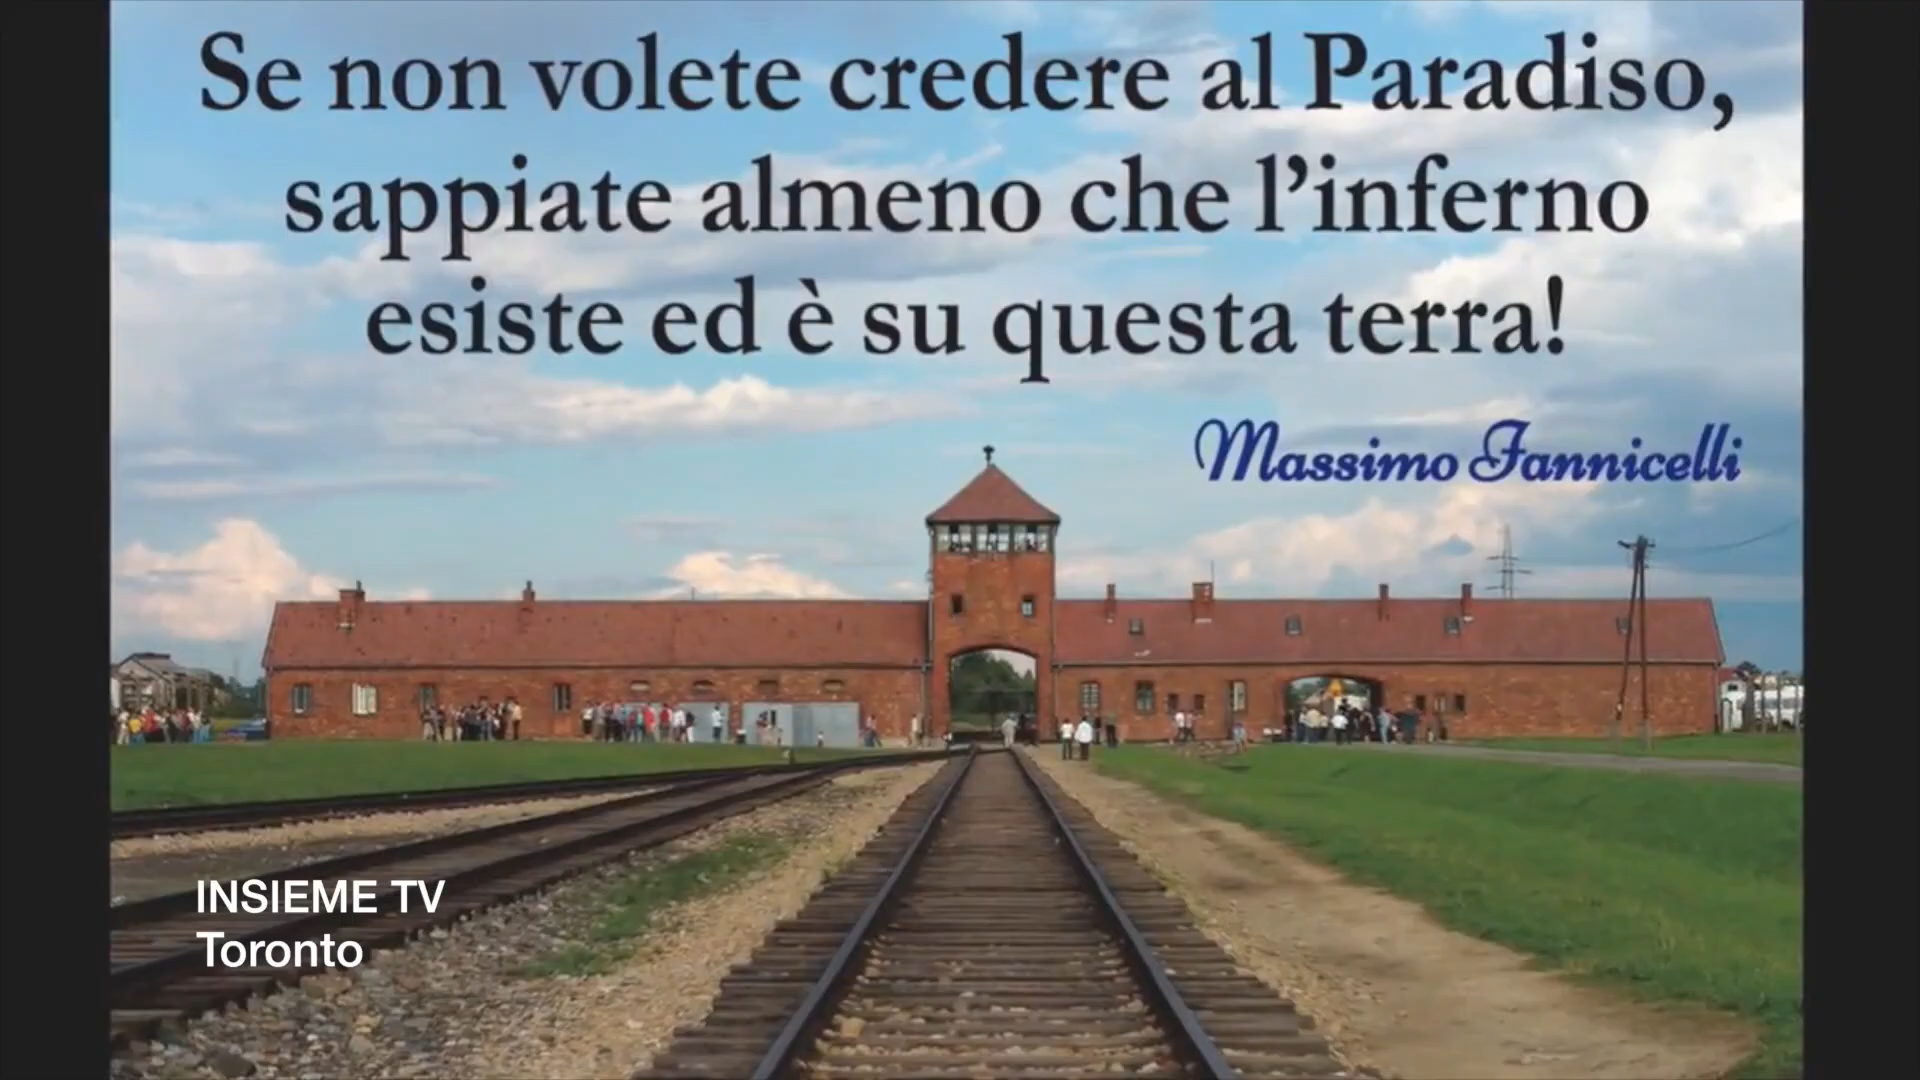 Se non volete credere al Paradiso,
sappiate almeno che l’inferno
esiste ed è su questa terra!
Massimo Fannicelli
INSIEME TV
Toronto